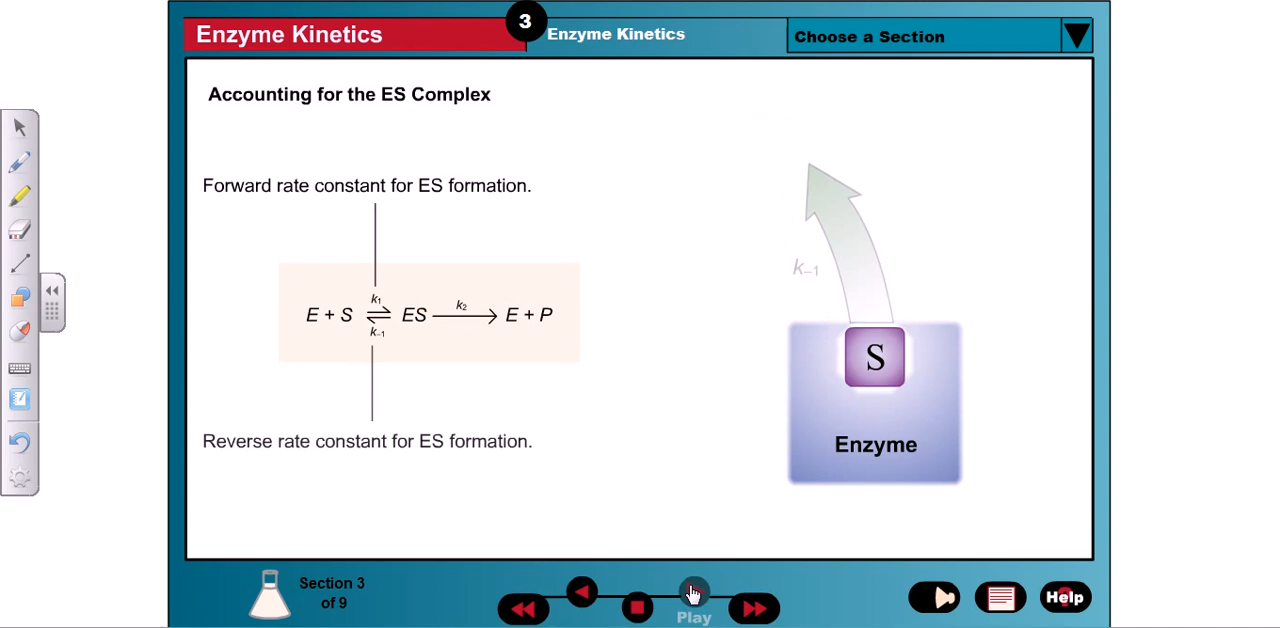 Enzyme Kinetics
3
Enzyme Kinetics
Choose a Section
Accounting for the ES Complex
Forward rate constant for ES formation.
k₁
E + S ⇌ ES ⟶ E + P
k₂
k₋₁
Reverse rate constant for ES formation.
k₋₁
S
Enzyme
Section 3
of 9
Play
Help